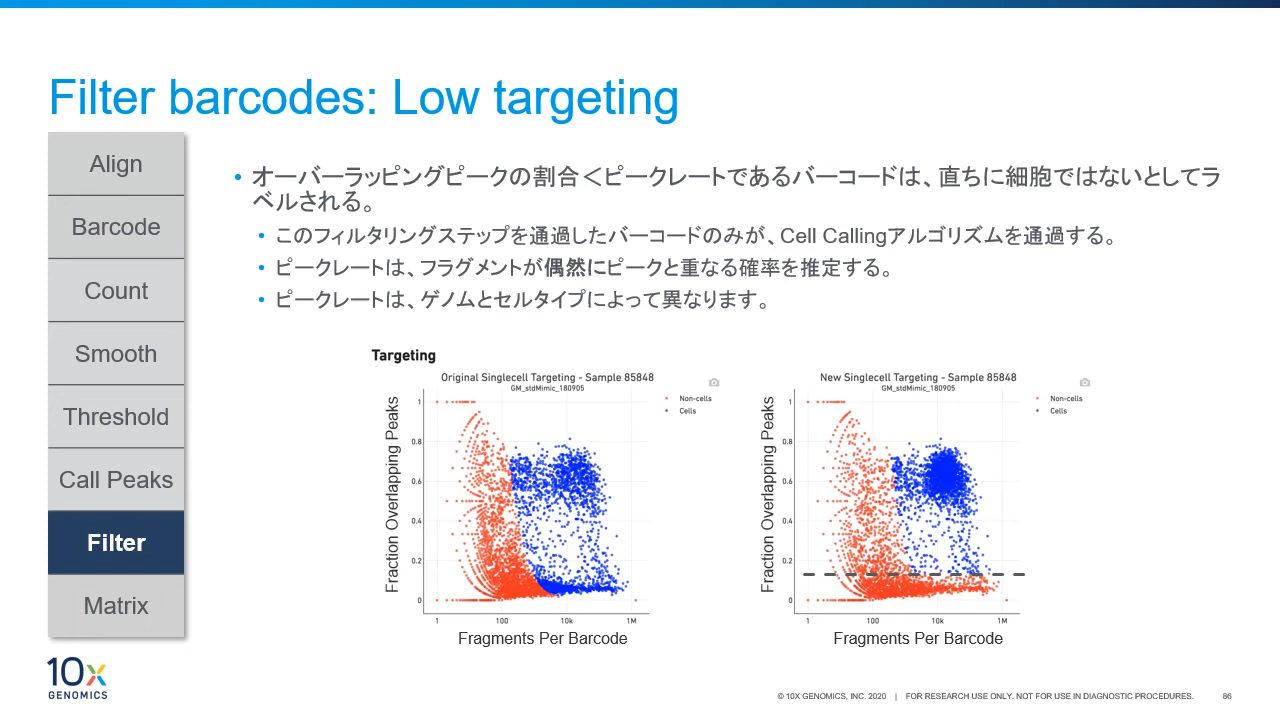 Filter barcodes: Low targeting
Align
Barcode
Count
Smooth
Threshold
Call Peaks
Filter
Matrix
• オーバーラッピングピークの割合＜ピークレートであるバーコードは、直ちに細胞ではないとしてラ
ベルされる。
• このフィルタリングステップを通過したバーコードのみが、Cell Callingアルゴリズムを通過する。
• ピークレートは、フラグメントが偶然にピークと重なる確率を推定する。
• ピークレートは、ゲノムとセルタイプによって異なります。
Targeting
Original Singlecell Targeting - Sample 85848
GM_stdMimic_180905
Non-cells
Cells
Fraction Overlapping Peaks
1
0.8
0.6
0.4
0.2
0
1 100 10k 1M
Fragments Per Barcode
New Singlecell Targeting - Sample 85848
GM_stdMimic_180905
Non-cells
Cells
Fraction Overlapping Peaks
1
0.8
0.6
0.4
0.2
0
1 100 10k 1M
Fragments Per Barcode
10x
GENOMICS
© 10X GENOMICS, INC. 2020 | FOR RESEARCH USE ONLY. NOT FOR USE IN DIAGNOSTIC PROCEDURES. 86